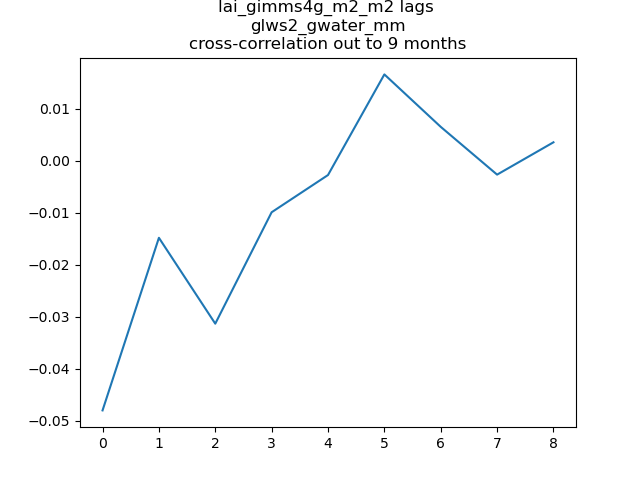 lai_gimms4g_m2_m2 lags
glws2_gwater_mm
cross-correlation out to 9 months
0.01
0.00
−0.01
−0.02
−0.03
−0.04
−0.05
0 1 2 3 4 5 6 7 8